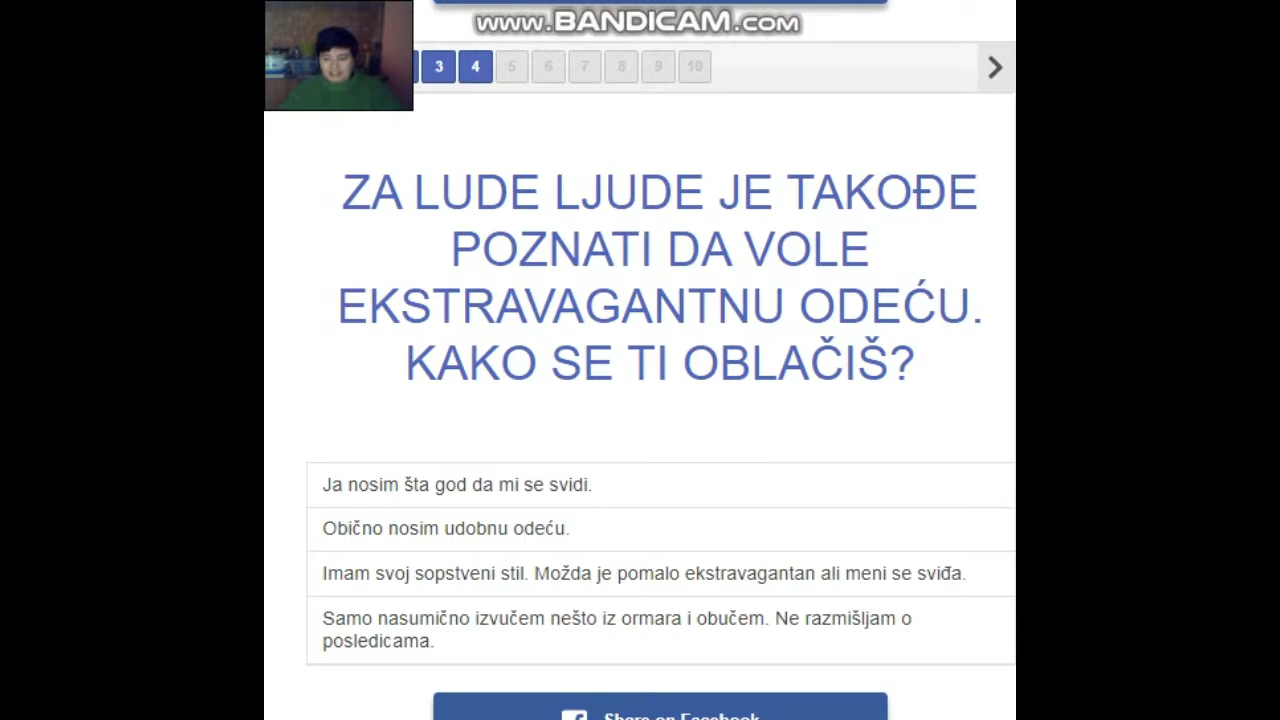 www.BANDICAM.com
3 4 5 6 7 8 9 10
ZA LUDE LJUDE JE TAKOĐE
POZNATI DA VOLE
EKSTRAVAGANTNU ODEĆU.
KAKO SE TI OBLAČIŠ?
Ja nosim šta god da mi se svidi.
Obično nosim udobnu odeću.
Imam svoj sopstveni stil. Možda je pomalo ekstravagantan ali meni se sviđa.
Samo nasumično izvučem nešto iz ormara i obučem. Ne razmišljam o
posledicama.
Share on Facebook